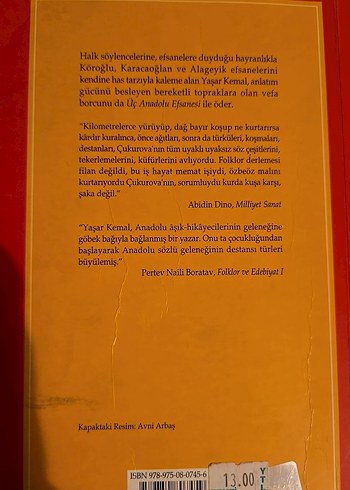 Halk söylencelerine, efsanelere duyduğu hayranlıkla
Köroğlu, Karacaoğlan ve Alageyik efsanelerini
kendine has tarzıyla kaleme alan Yaşar Kemal, anlatım
gücünü besleyen bereketli topraklara olan vefa
borcunu da Üç Anadolu Efsanesi ile öder.
"Kilometrelerce yürüyüp, dağ bayır koşup ne kurtarırsa
kârdır kuralınca, önce ağıtları, sonra da türküleri, koşmaları,
destanları, Çukurova'nın tüm uyaklı uyaksız söz çeşitlerini,
tekerlemelerini, küfürlerini avlıyordu. Folklor derlemesi
filan değildi, bu iş hayat memat işiydi, özbeöz malını
kurtarıyordu Çukurova'nın, sorumluydu kurda kuşa karşı,
şaka değil."
Abidin Dino, Milliyet Sanat
"Yaşar Kemal, Anadolu âşık-hikâyecilerinin geleneğine
göbek bağıyla bağlanmış bir yazar. Onu ta çocukluğundan
başlayarak Anadolu sözlü geleneğinin destansı türleri
büyülemiş."
Pertev Naili Boratav, Folklor ve Edebiyat I
Kapaktaki Resim: Avni Arbaş
ISBN 978-975-08-0745-6
13.00 YTL